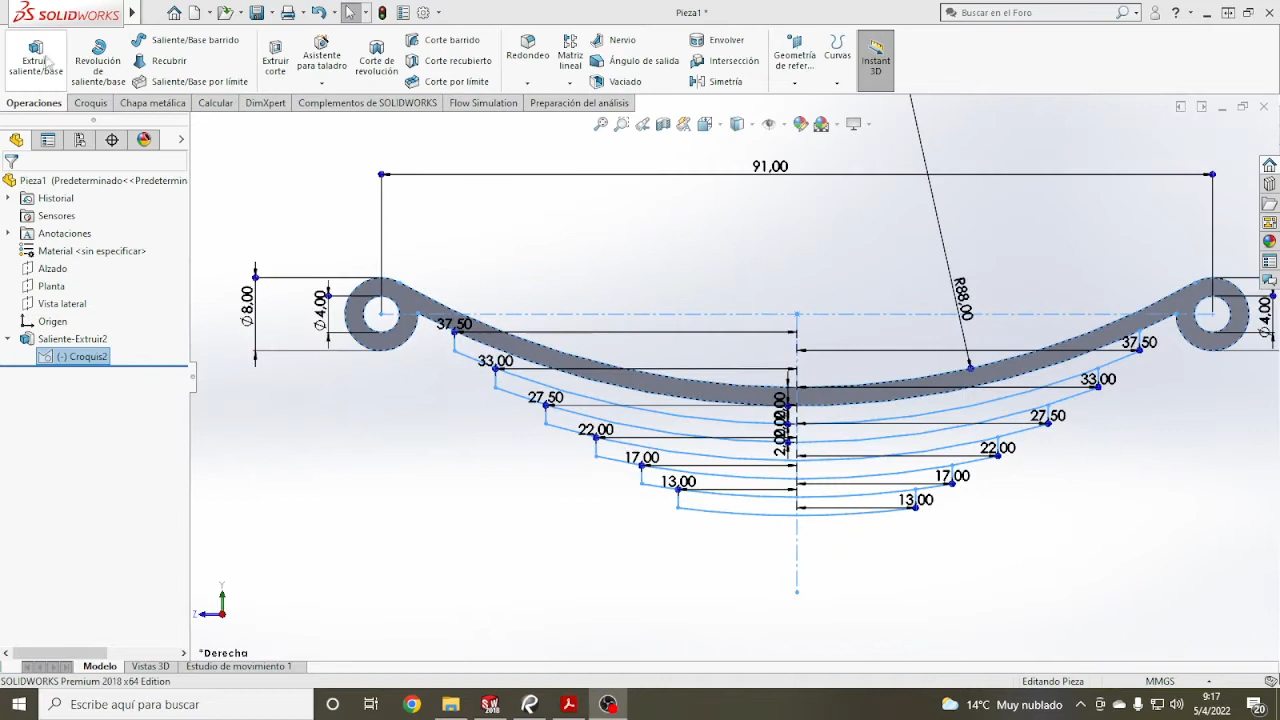 SOLIDWORKS
Pieza1 *
Buscar en el Foro
Extruir saliente/base
Revolución de saliente/base
Saliente/Base barrido
Recubrir
Saliente/Base por límite
Extruir corte
Asistente para taladro
Corte de revolución
Corte barrido
Corte recubierto
Corte por límite
Redondeo
Matriz lineal
Nervio
Ángulo de salida
Vaciado
Envolver
Intersección
Simetría
Geometría de refer...
Curvas
Instant 3D
Operaciones
Croquis
Chapa metálica
Calcular
DimXpert
Complementos de SOLIDWORKS
Flow Simulation
Preparación del análisis
Pieza1 (Predeterminado<<Predetermin
Historial
Sensores
Anotaciones
Material <sin especificar>
Alzado
Planta
Vista lateral
Origen
Saliente-Extruir2
(-) Croquis2
91,00
R88,00
∅8,00
∅4,00
∅4,00
37,50
37,50
33,00
33,00
27,50
27,50
22,00
22,00
17,00
17,00
13,00
13,00
Y
Z
*Derecha
Modelo
Vistas 3D
Estudio de movimiento 1
SOLIDWORKS Premium 2018 x64 Edition
Editando Pieza
MMGS
Escribe aquí para buscar
14°C Muy nublado
9:17
5/4/2022
20